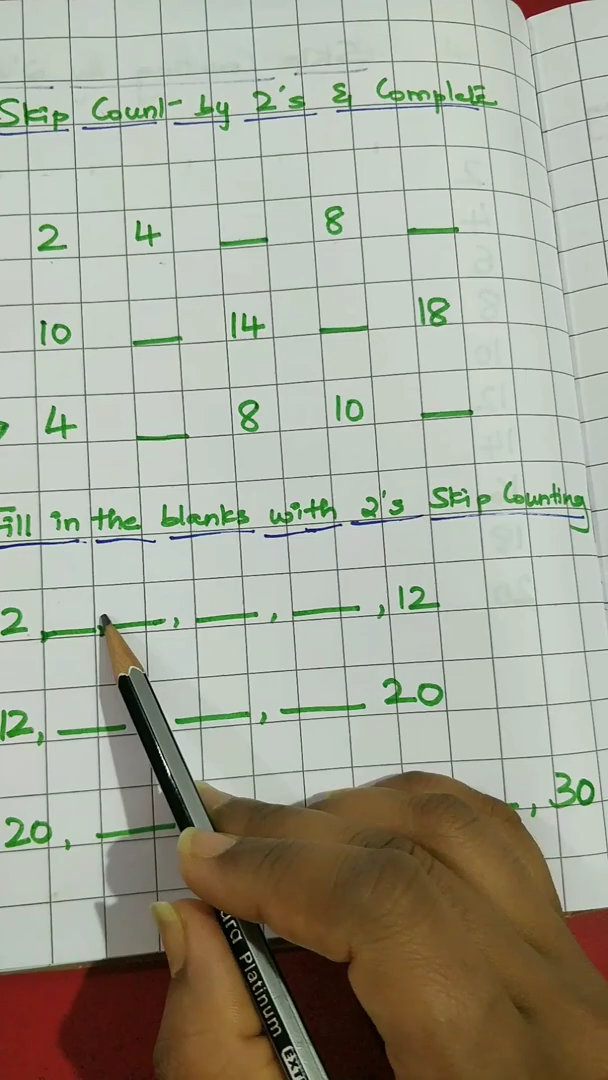 Skip Count by 2's & Complete
2 4 __ 8 __
10 __ 14 __ 18
4 __ 8 10 __
Fill in the blanks with 2's Skip Counting
2 __, __, __, __, 12
12, __ __, __ 20
20, __ __, 30
Platinum
EXT